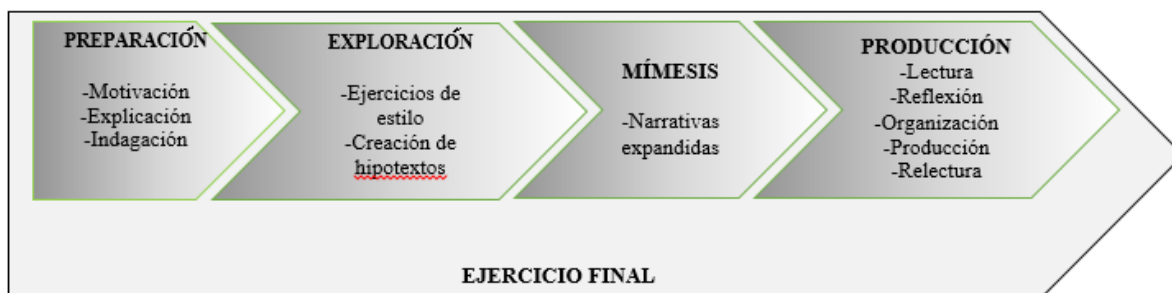 PREPARACIÓN
-Motivación
-Explicación
-Indagación
EXPLORACIÓN
-Ejercicios de
estilo
-Creación de
hipotextos
MÍMESIS
-Narrativas
expandidas
PRODUCCIÓN
-Lectura
-Reflexión
-Organización
-Producción
-Relectura
EJERCICIO FINAL